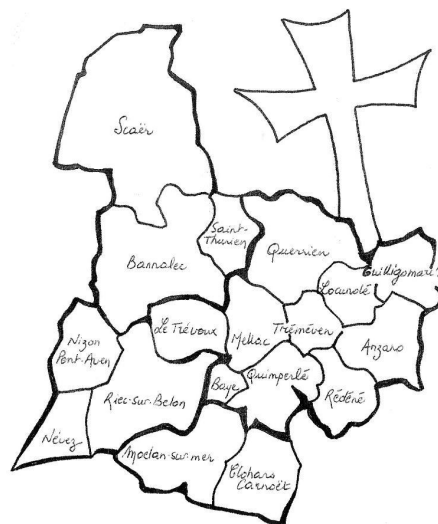 Scaër
Saint-
Thurien
Bannalec
Querrien
Guilligomarc'h
Locunolé
Le Trévoux
Mellac
Tréméven
Arzano
Nizon
Pont-Aven
Baye
Quimperlé
Rédéné
Riec-sur-Belon
Névez
Moëlan-sur-mer
Clohars
Carnoët